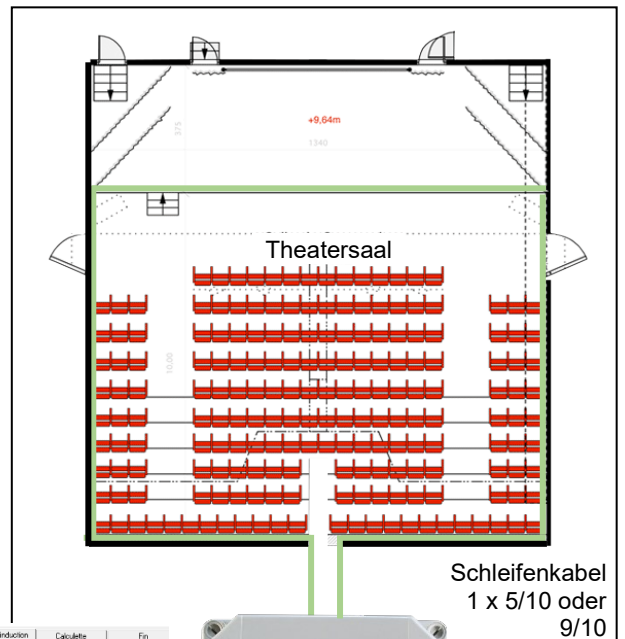 +9,64m
375
1340
Theatersaal
10,00
Schleifenkabel
1 x 5/10 oder
9/10
induction Calculette Fin